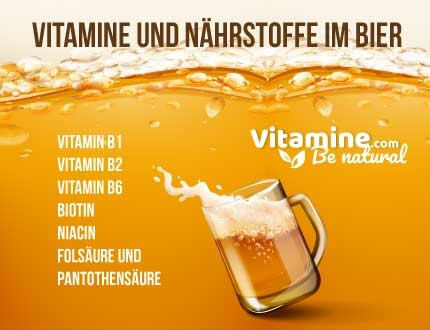 VITAMINE UND NÄHRSTOFFE IM BIER
VITAMIN B1
VITAMIN B2
VITAMIN B6
BIOTIN
NIACIN
FOLSÄURE UND
PANTOTHENSÄURE
Vitamine.com
Be natural